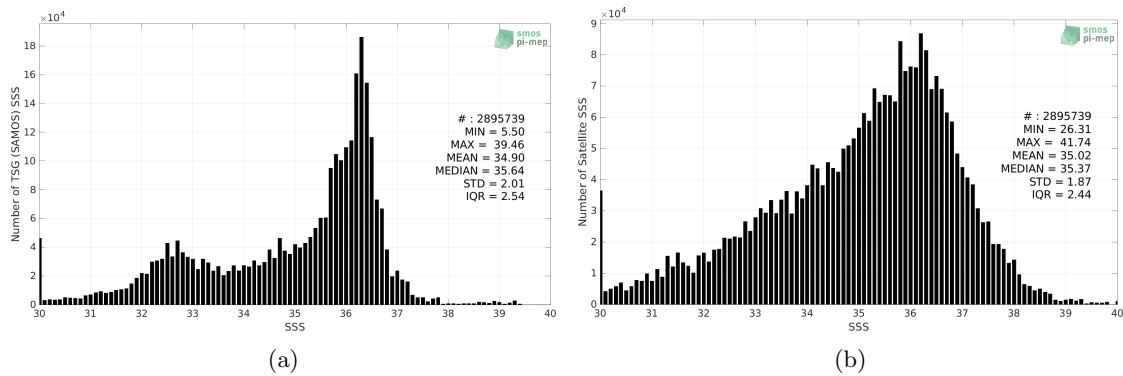 ×10⁴
18
16
14
12
10
8
6
4
2
0
30 31 32 33 34 35 36 37 38 39 40
SSS
Number of TSG (SAMOS) SSS
smos
pi-mep
# : 2895739
MIN = 5.50
MAX = 39.46
MEAN = 34.90
MEDIAN = 35.64
STD = 2.01
IQR = 2.54
(a)
×10⁴
9
8
7
6
5
4
3
2
1
0
30 31 32 33 34 35 36 37 38 39 40
SSS
Number of Satellite SSS
smos
pi-mep
# : 2895739
MIN = 26.31
MAX = 41.74
MEAN = 35.02
MEDIAN = 35.37
STD = 1.87
IQR = 2.44
(b)